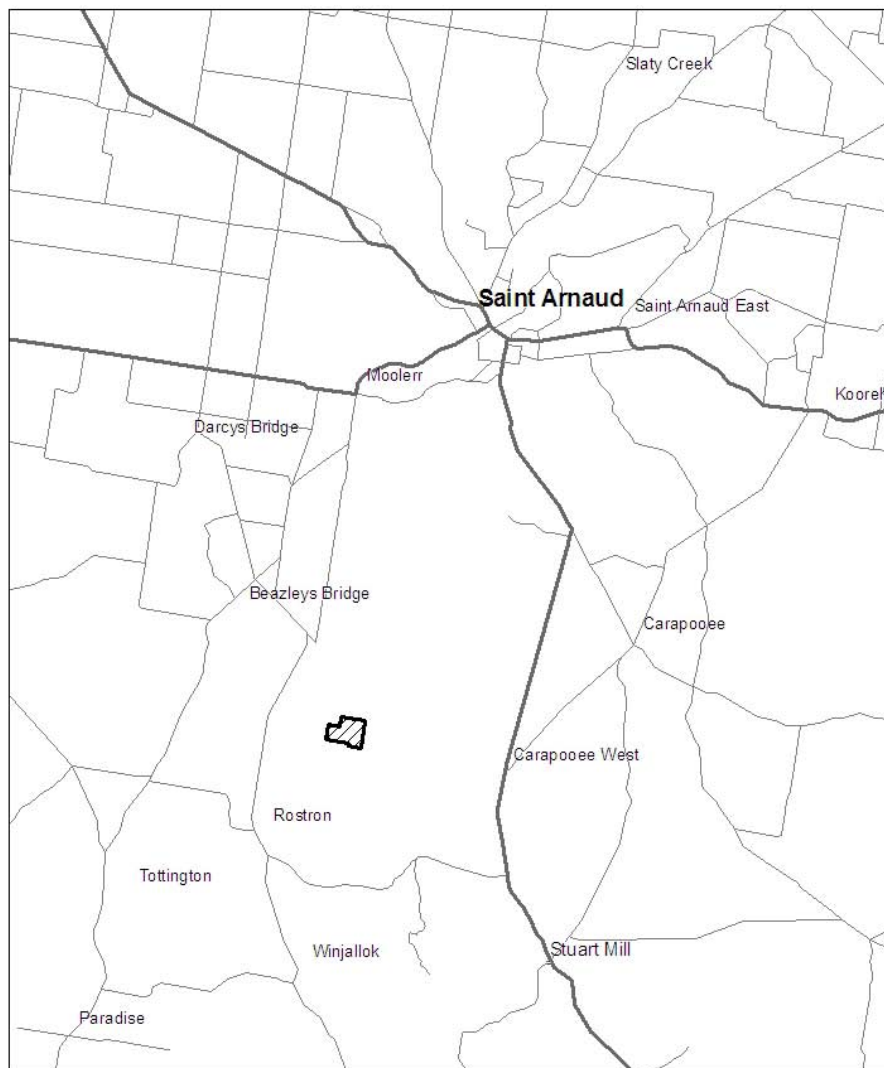 Slaty Creek
Saint Arnaud
Saint Arnaud East
Moolerr
Darcys Bridge
Beazleys Bridge
Carapooee
Carapooee West
Rostron
Tottington
Winjallok
Stuart Mill
Paradise